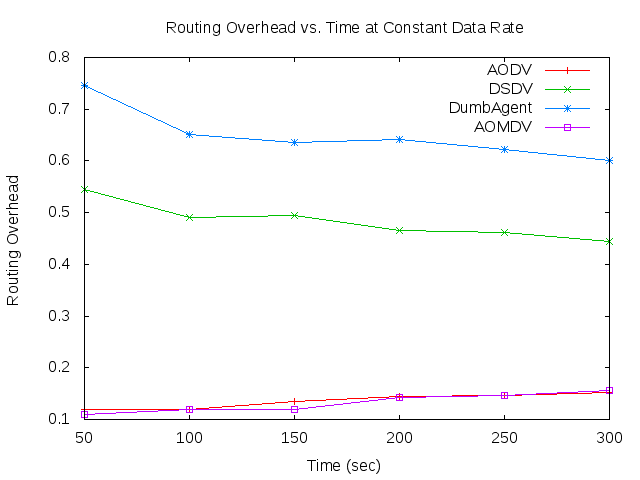 Routing Overhead vs. Time at Constant Data Rate
0.8
0.7
0.6
0.5
0.4
0.3
0.2
0.1
Routing Overhead
AODV
DSDV
DumbAgent
AOMDV
50 100 150 200 250 300
Time (sec)